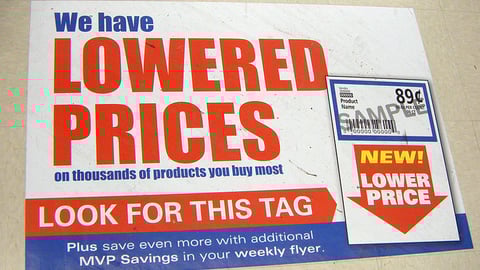 We have
LOWERED
PRICES
on thousands of products you buy most
LOOK FOR THIS TAG
Plus save even more with additional
MVP Savings in your weekly flyer.
Product
Name
89¢
SAMPLE
NEW!
LOWER
PRICE